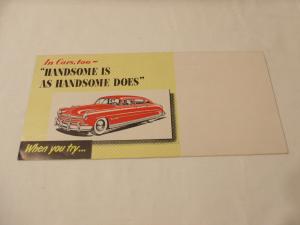 In Cars, too—
"HANDSOME IS
AS HANDSOME DOES"
When you try...